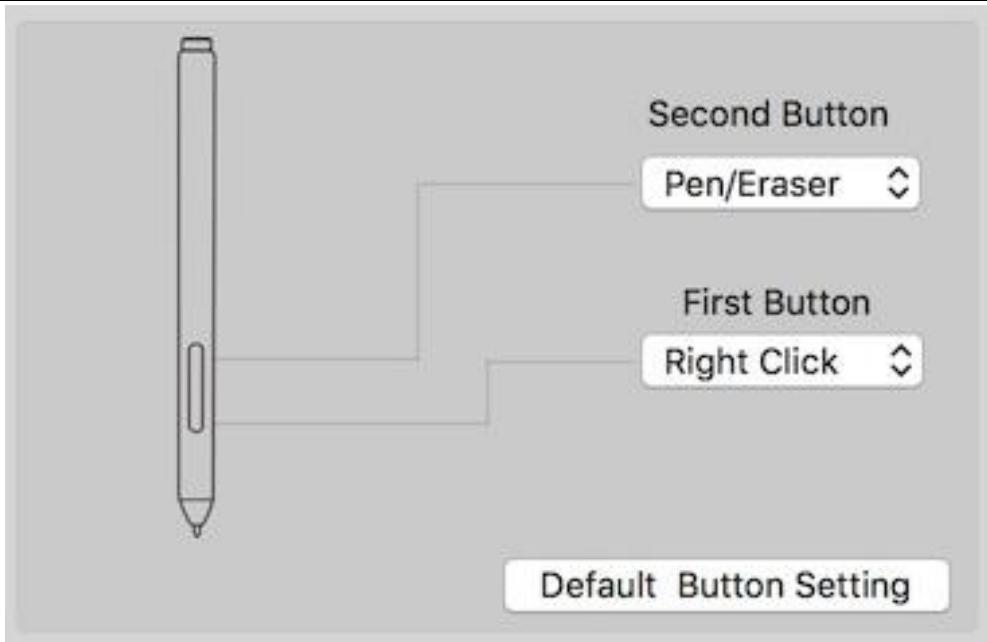 Second Button
Pen/Eraser
First Button
Right Click
Default  Button Setting